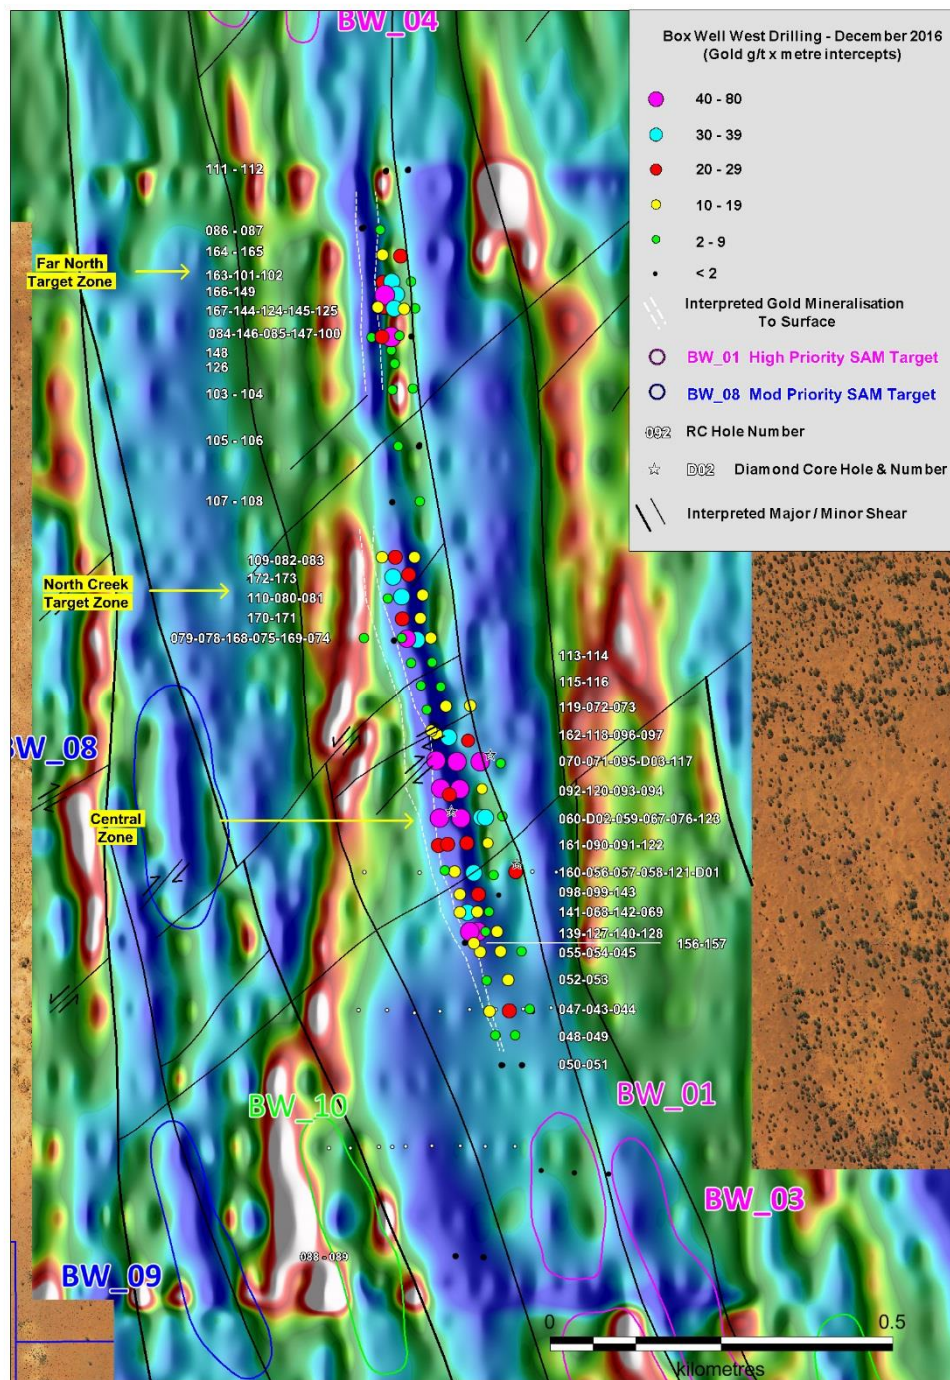 BW_04
Box Well West Drilling - December 2016
(Gold g/t x metre intercepts)
40 - 80
30 - 39
20 - 29
10 - 19
2 - 9
< 2
Interpreted Gold Mineralisation
To Surface
BW_01 High Priority SAM Target
BW_08 Mod Priority SAM Target
092 RC Hole Number
D02 Diamond Core Hole & Number
Interpreted Major / Minor Shear
111 - 112
086 - 087
164 - 165
Far North
Target Zone
163-101-102
166-149
167-144-124-145-125
084-146-085-147-100
148
126
103 - 104
105 - 106
107 - 108
109-082-083
North Creek
Target Zone
172-173
110-080-081
170-171
079-078-168-075-169-074
113-114
115-116
119-072-073
162-118-096-097
BW_08
070-071-095-D03-117
092-120-093-094
Central
Zone
060-D02-059-067-076-123
161-090-091-122
160-056-057-058-121-D01
098-099-143
141-068-142-069
139-127-140-128
156-157
055-054-045
052-053
047-043-044
048-049
050-051
BW_10
BW_01
BW_03
088 - 089
BW_09
0
0.5
kilometres